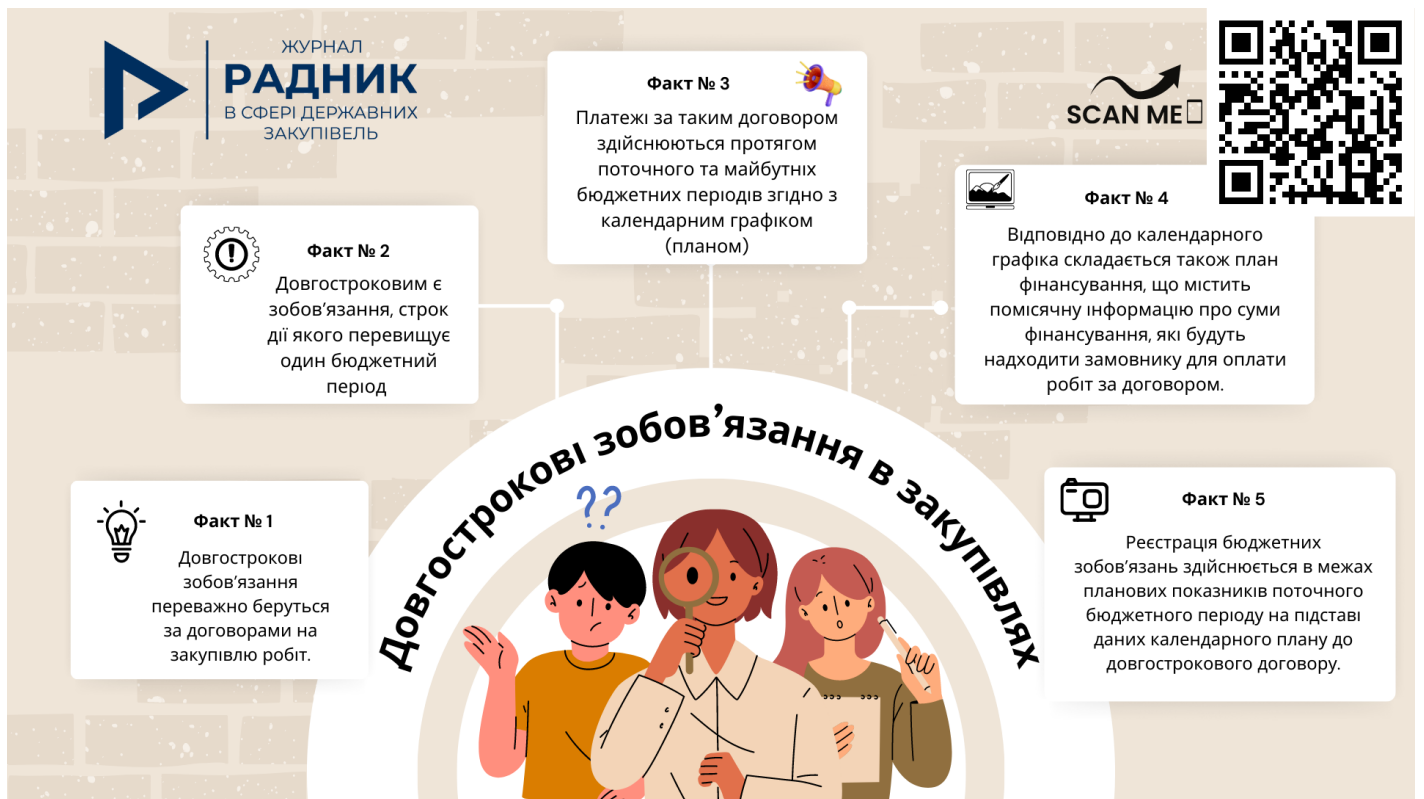 ЖУРНАЛ
РАДНИК
В СФЕРІ ДЕРЖАВНИХ
ЗАКУПІВЕЛЬ
SCAN ME
Довгострокові зобов’язання в закупівлях
Факт № 1
Довгострокові
зобов’язання
переважно беруться
за договорами на
закупівлю робіт.
Факт № 2
Довгостроковим є
зобов’язання, строк
дії якого перевищує
один бюджетний
період
Факт № 3
Платежі за таким договором
здійснюються протягом
поточного та майбутніх
бюджетних періодів згідно з
календарним графіком
(планом)
Факт № 4
Відповідно до календарного
графіка складається також план
фінансування, що містить
помісячну інформацію про суми
фінансування, які будуть
надходити замовнику для оплати
робіт за договором.
Факт № 5
Реєстрація бюджетних
зобов’язань здійснюється в межах
планових показників поточного
бюджетного періоду на підставі
даних календарного плану до
довгострокового договору.
??